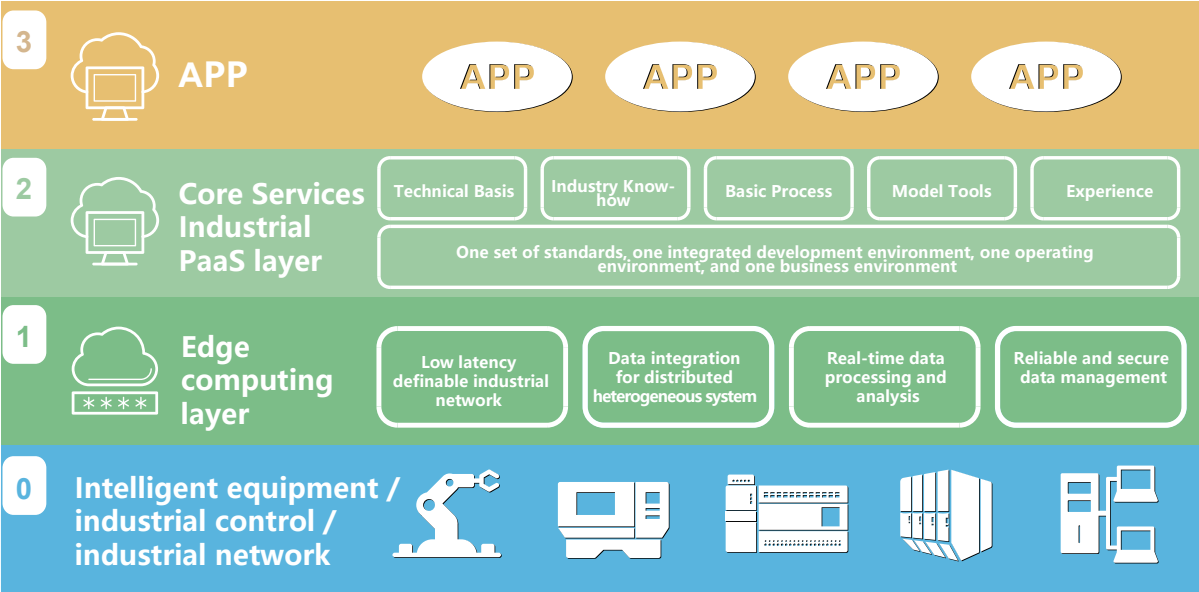 3
APP
APP APP APP APP
2
Core Services
Industrial
PaaS layer
Technical Basis
Industry Know-
how
Basic Process
Model Tools
Experience
One set of standards, one integrated development environment, one operating
environment, and one business environment
1
Edge
computing
layer
****
Low latency
definable industrial
network
Data integration
for distributed
heterogeneous system
Real-time data
processing and
analysis
Reliable and secure
data management
0
Intelligent equipment /
industrial control /
industrial network